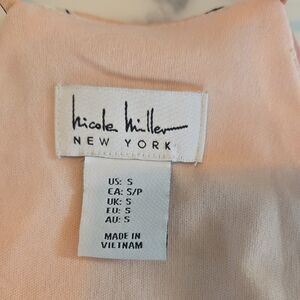 Nicole Miller
NEW YORK
US: S
CA: S/P
UK: S
EU: S
AU: S
MADE IN
VIETNAM